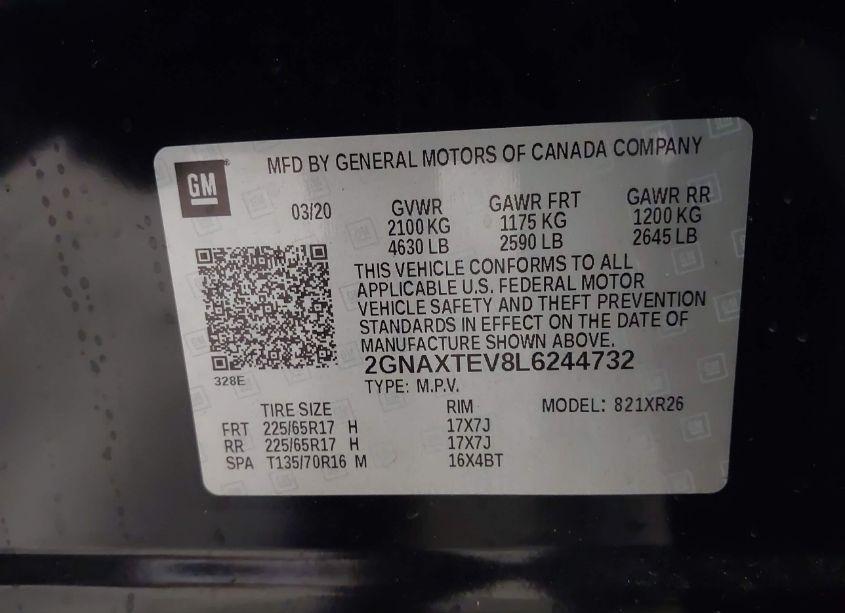 GM
MFD BY GENERAL MOTORS OF CANADA COMPANY
03/20 GVWR GAWR FRT GAWR RR
2100 KG 1175 KG 1200 KG
4630 LB 2590 LB 2645 LB
THIS VEHICLE CONFORMS TO ALL
APPLICABLE U.S. FEDERAL MOTOR
VEHICLE SAFETY AND THEFT PREVENTION
STANDARDS IN EFFECT ON THE DATE OF
MANUFACTURE SHOWN ABOVE.
2GNAXTEV8L6244732
328E TYPE: M.P.V.
TIRE SIZE RIM MODEL: 821XR26
FRT 225/65R17 H 17X7J
RR 225/65R17 H 17X7J
SPA T135/70R16 M 16X4BT